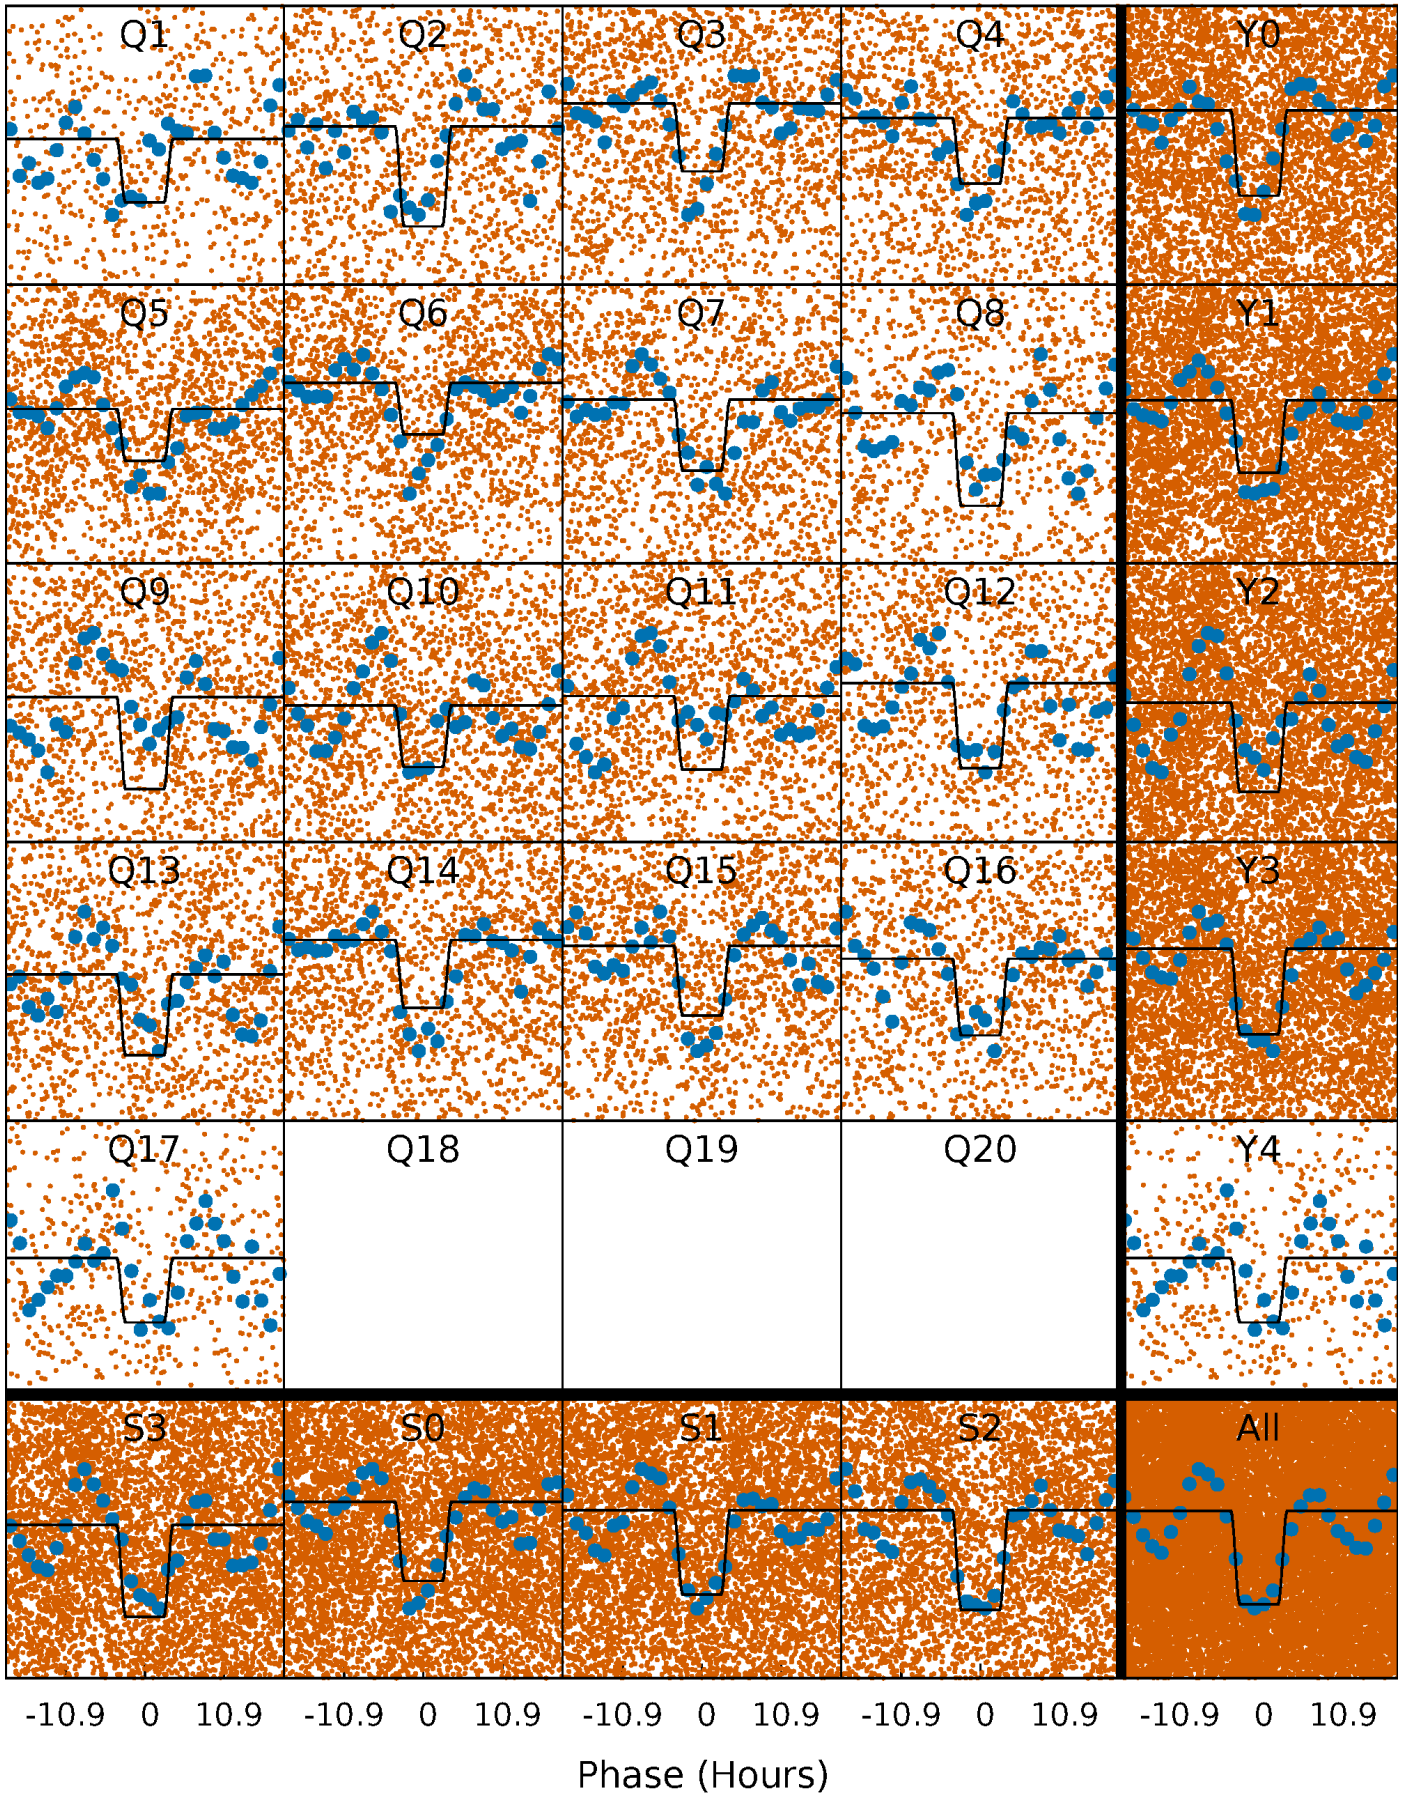 Q1 Q2 Q3 Q4 Y0
Q5 Q6 Q7 Q8 Y1
Q9 Q10 Q11 Q12 Y2
Q13 Q14 Q15 Q16 Y3
Q17 Q18 Q19 Q20 Y4
S3 S0 S1 S2 All
-10.9 0 10.9 -10.9 0 10.9 -10.9 0 10.9 -10.9 0 10.9 -10.9 0 10.9
Phase (Hours)